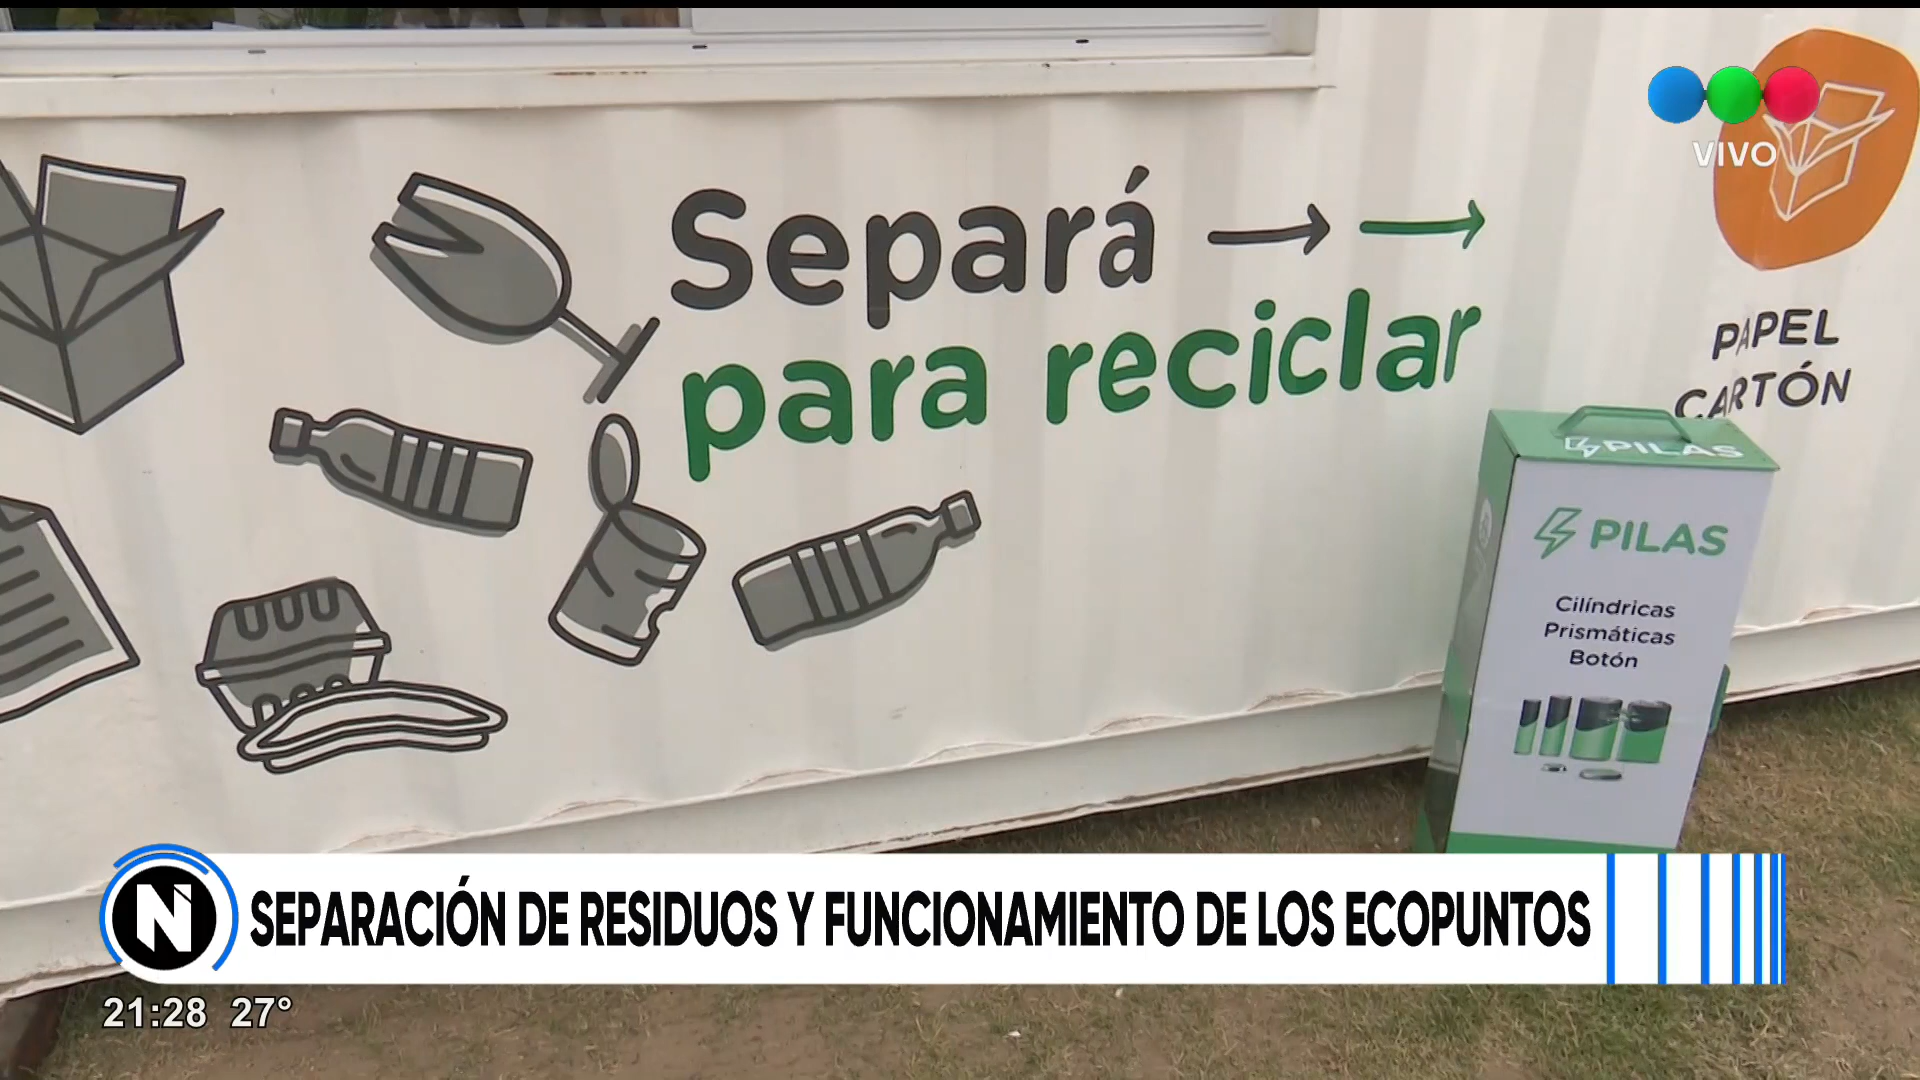 VIVO
Separá
para reciclar
PAPEL
CARTÓN
PILAS
PILAS
Cilíndricas
Prismáticas
Botón
N SEPARACIÓN DE RESIDUOS Y FUNCIONAMIENTO DE LOS ECOPUNTOS
21:28 27°